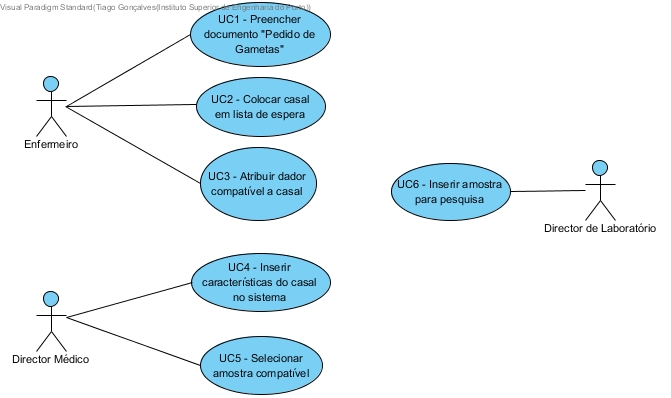 Visual Paradigm Standard(Tiago Gonçalves(Instituto Superior de Engenharia do Porto))
UC1 - Preencher
documento "Pedido de
Gametas"
UC2 - Colocar casal
em lista de espera
Enfermeiro
UC3 - Atribuir dador
compatível a casal
UC6 - Inserir amostra
para pesquisa
Director de Laboratório
UC4 - Inserir
características do casal
no sistema
Director Médico
UC5 - Selecionar
amostra compatível